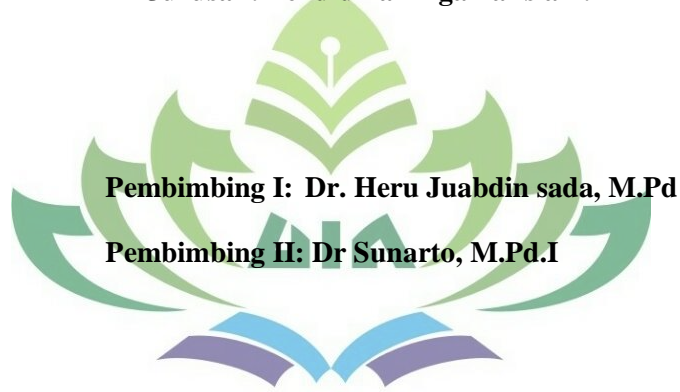 Pembimbing I: Dr. Heru Juabdin sada, M.Pd
Pembimbing II: Dr Sunarto, M.Pd.I